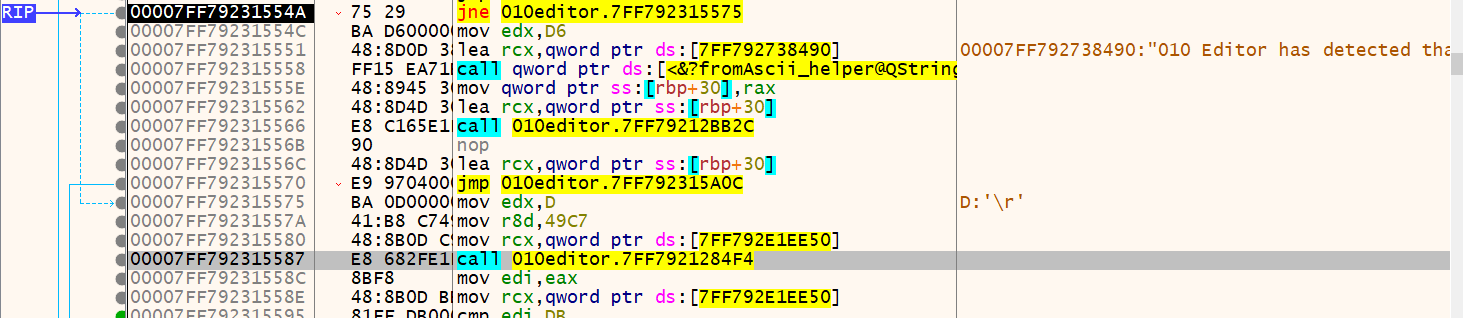 RIP 00007FF79231554A 75 29 jne 010editor.7FF792315575
00007FF79231554C BA D60000 mov edx,D6
00007FF792315551 48:8D0D 3 lea rcx,qword ptr ds:[7FF792738490] 00007FF792738490:"010 Editor has detected tha
00007FF792315558 FF15 EA71 call qword ptr ds:[<&?fromAscii_helper@QString
00007FF79231555E 48:8945 3 mov qword ptr ss:[rbp+30],rax
00007FF792315562 48:8D4D 3 lea rcx,qword ptr ss:[rbp+30]
00007FF792315566 E8 C165E1 call 010editor.7FF79212BB2C
00007FF79231556B 90 nop
00007FF79231556C 48:8D4D 3 lea rcx,qword ptr ss:[rbp+30]
00007FF792315570 E9 970400 jmp 010editor.7FF792315A0C
00007FF792315575 BA 0D0000 mov edx,D D:'\r'
00007FF79231557A 41:B8 C749 mov r8d,49C7
00007FF792315580 48:8B0D C9 mov rcx,qword ptr ds:[7FF792E1EE50]
00007FF792315587 E8 682FE1 call 010editor.7FF7921284F4
00007FF79231558C 8BF8 mov edi,eax
00007FF79231558E 48:8B0D B mov rcx,qword ptr ds:[7FF792E1EE50]
00007FF792315595 81FF DB00 cmp edi,DB